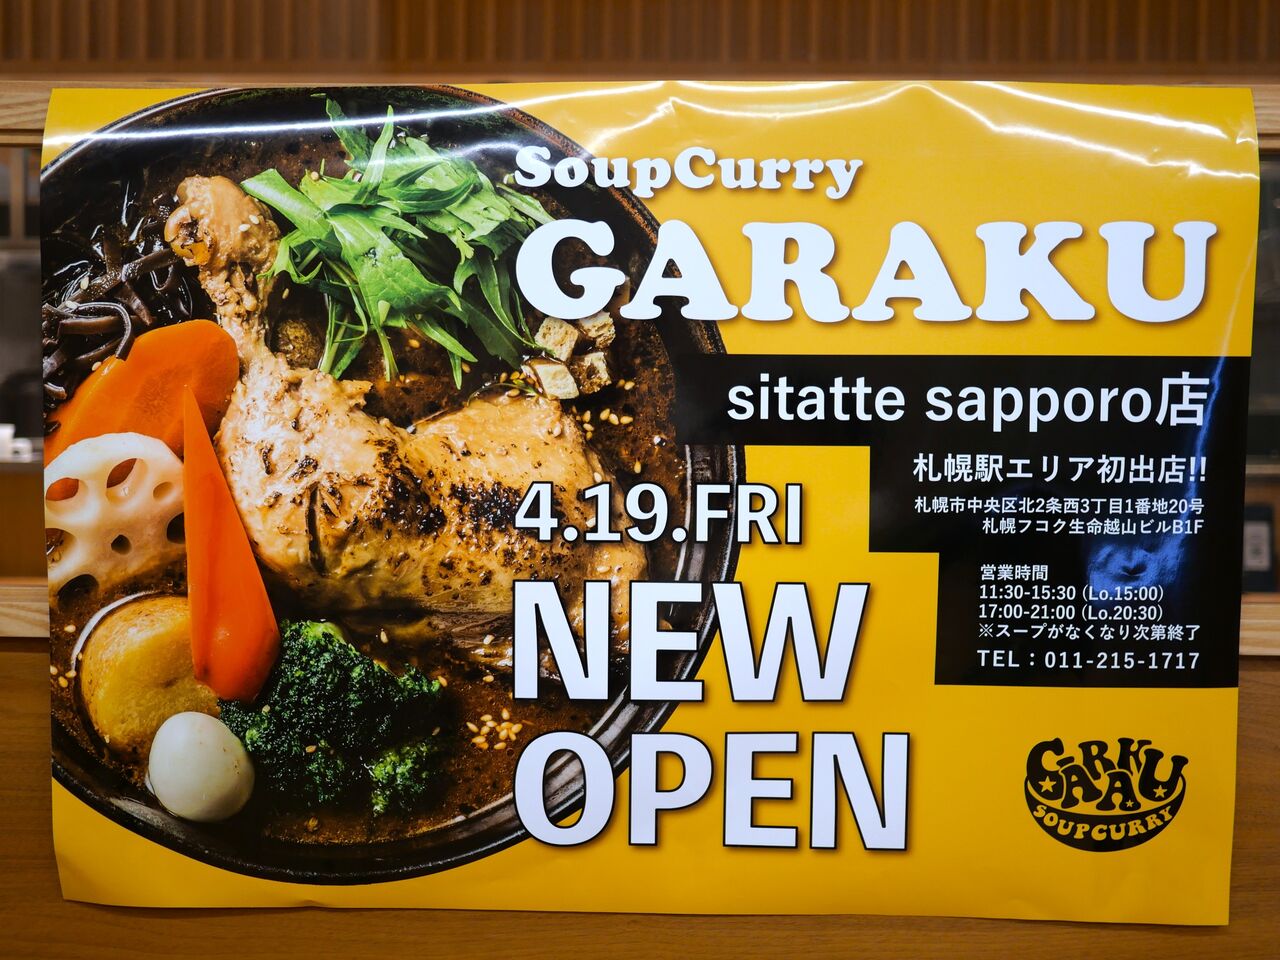 SoupCurry
GARAKU
sitatte sapporo店
札幌駅エリア初出店!!
札幌市中央区北2条西3丁目1番地20号
札幌フコク生命越山ビルB1F
4.19.FRI
NEW
OPEN
営業時間
11:30-15:30 (Lo.15:00)
17:00-21:00 (Lo.20:30)
※スープがなくなり次第終了
TEL：011-215-1717
GARAKU
SOUPCURRY